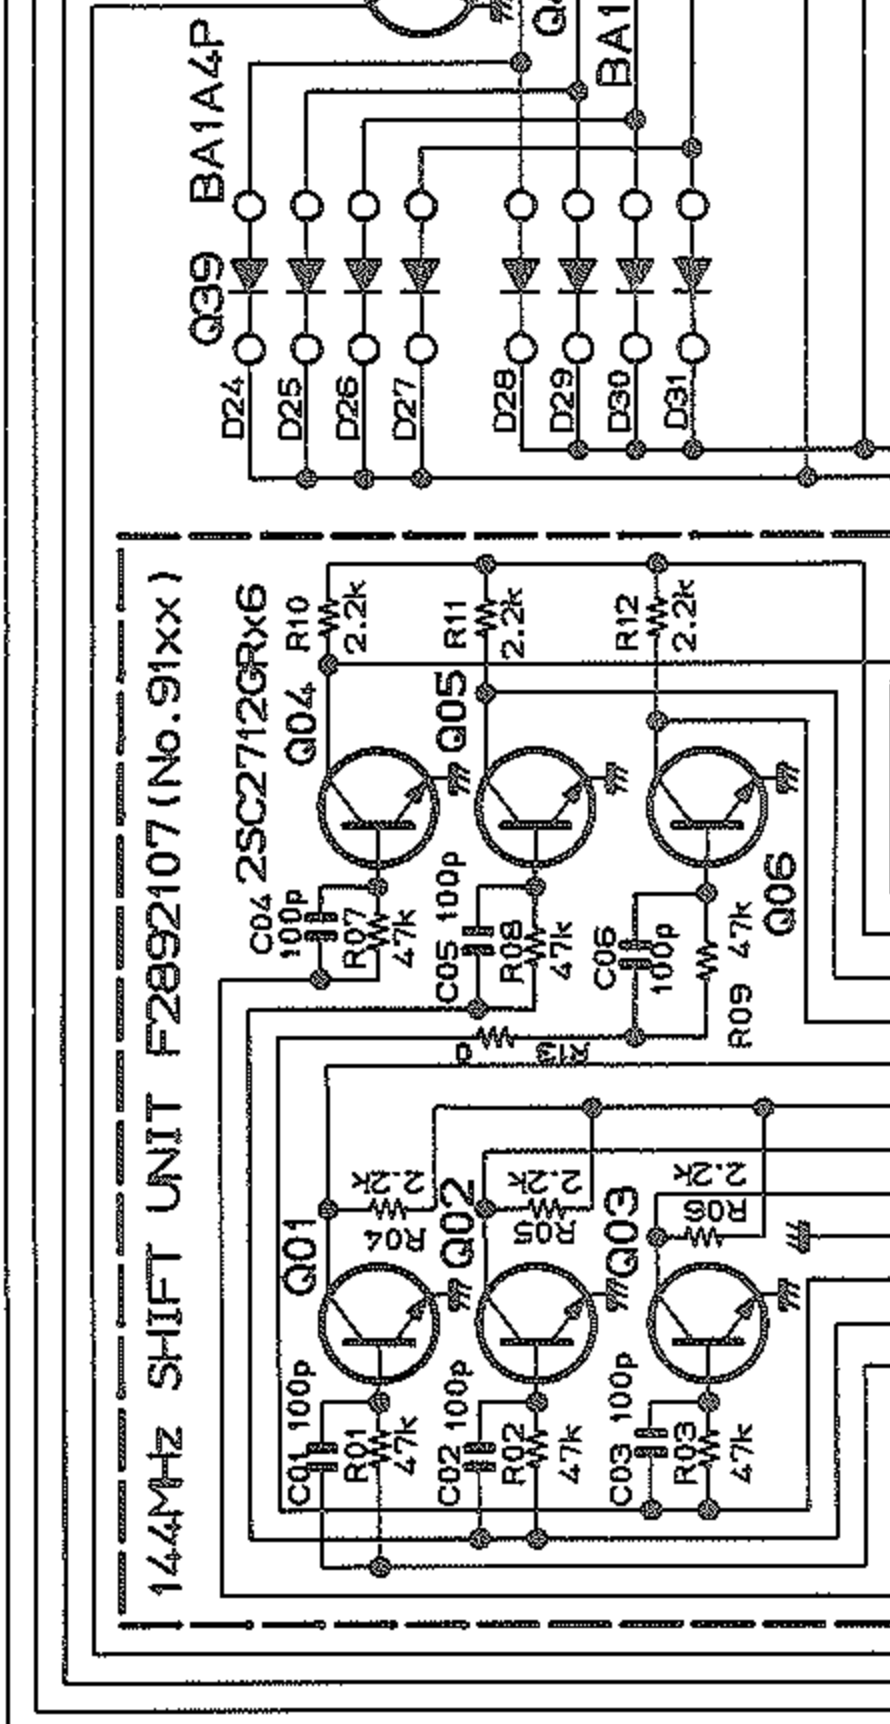 BA1A4P
Q39
BA1
D24
D25
D26
D27
D28
D29
D30
D31
144MHz SHIFT UNIT F2892107(No.91xx)
2SC2712GRx6
R10
2.2k
R11
2.2k
R12
2.2k
Q04
Q05
Q06
C04
100p
R07
47k
C05
100p
R08
47k
C06
100p
R09
47k
R13
0
Q01
R04
2.2k
Q02
R05
2.2k
Q03
R06
2.2k
C01
100p
R01
47k
C02
100p
R02
47k
C03
100p
R03
47k